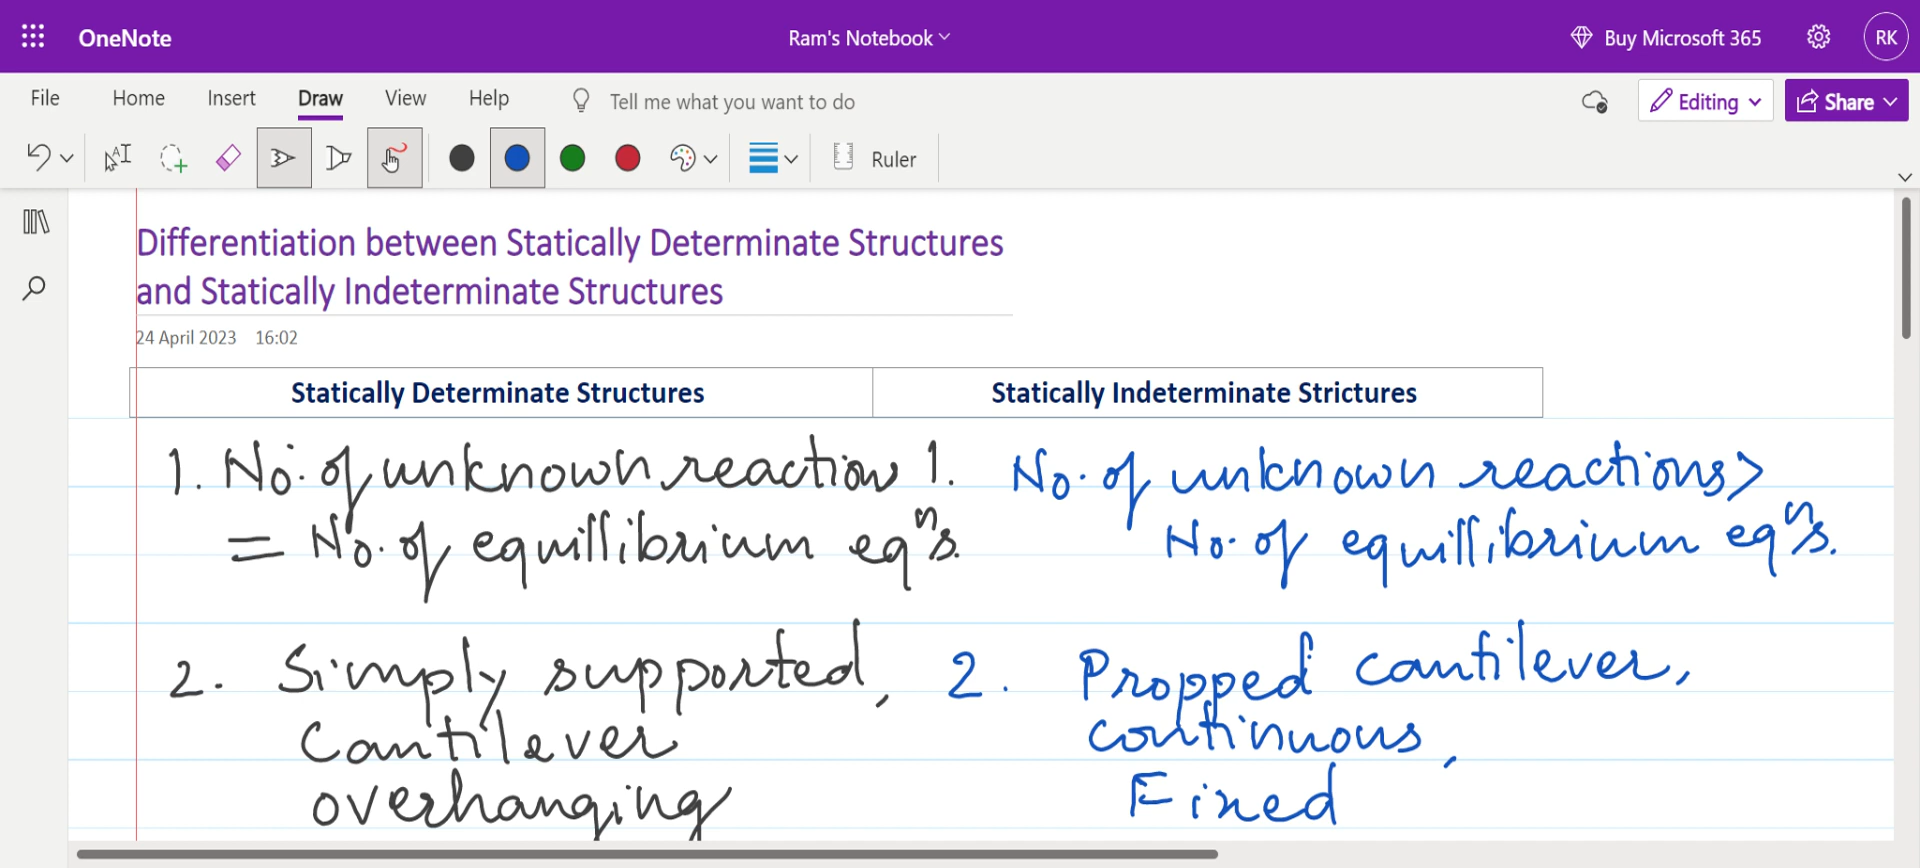 OneNote
Ram's Notebook
Buy Microsoft 365
RK
File Home Insert Draw View Help Tell me what you want to do
Editing Share
Ruler
Differentiation between Statically Determinate Structures
and Statically Indeterminate Structures
24 April 2023 16:02
Statically Determinate Structures
Statically Indeterminate Strictures
1. No. of unknown reaction
= No. of equillibrium eqⁿs.
1. No. of unknown reactions >
No. of equillibrium eqⁿs.
2. Simply supported,
Cantilever
overhanging
2. Propped cantilever,
continuous,
Fixed